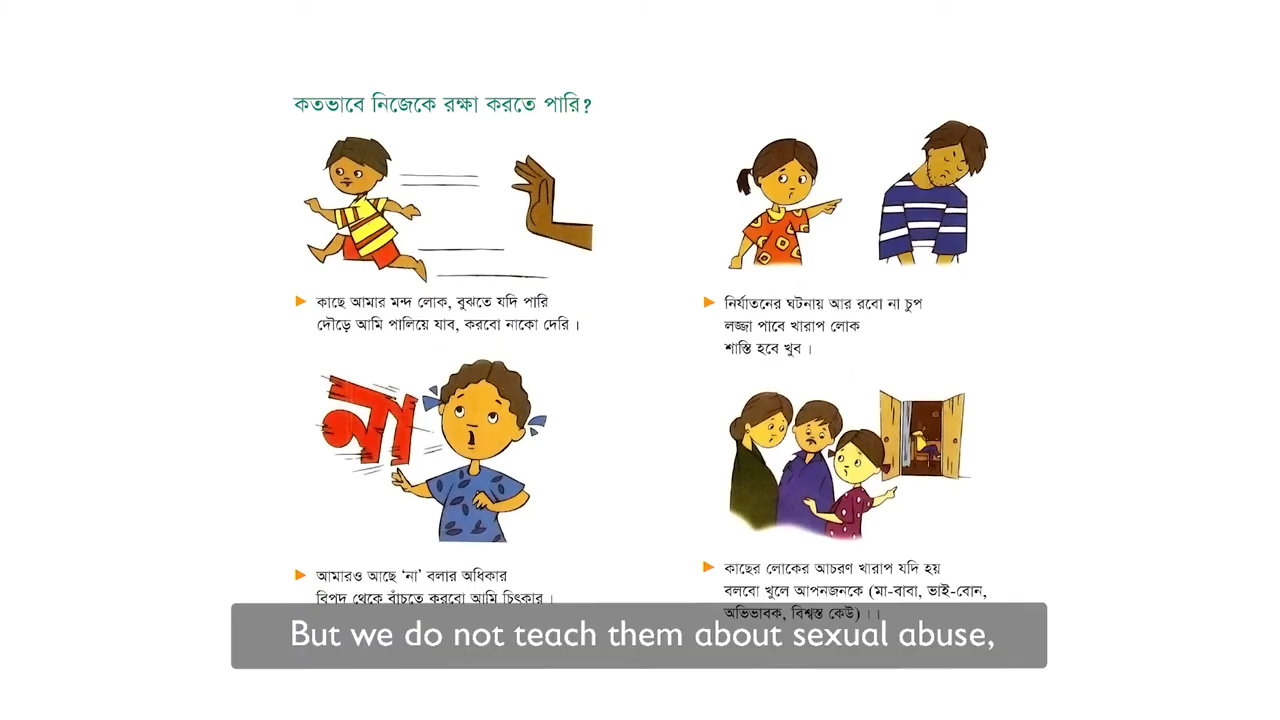 কতভাবে নিজেকে রক্ষা করতে পারি?
কাছে আমার মন্দ লোক, বুঝতে যদি পারি
দৌড়ে আমি পালিয়ে যাব, করবো নাকো দেরি ।
নির্যাতনের ঘটনায় আর রবো না চুপ
লজ্জা পাবে খারাপ লোক
শাস্তি হবে খুব ।
না
আমারও আছে ‘না’ বলার অধিকার
বিপদ থেকে বাঁচতে করবো আমি চিৎকার ।
কাছের লোকের আচরণ খারাপ যদি হয়
বলবো খুলে আপনজনকে (মা-বাবা, ভাই-বোন,
অভিভাবক, বিশ্বস্ত কেউ) ।।
But we do not teach them about sexual abuse,